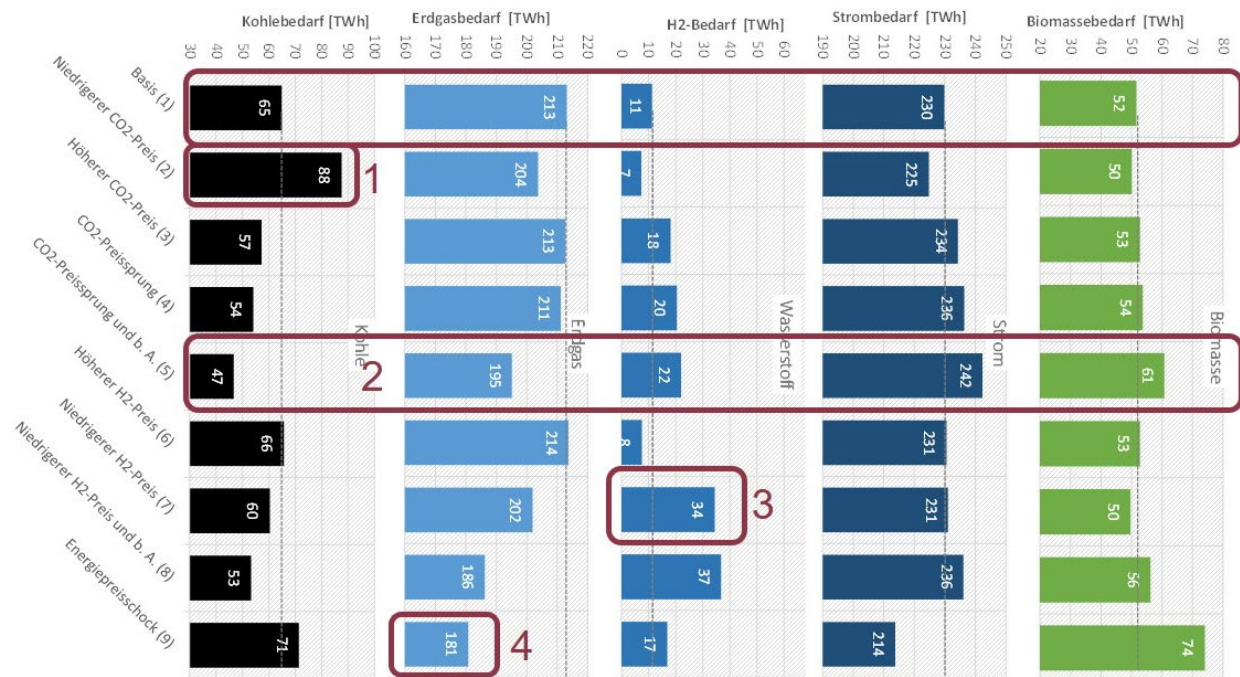 Kohlebedarf [TWh]
Erdgasbedarf [TWh]
H2-Bedarf [TWh]
Strombedarf [TWh]
Biomassebedarf [TWh]
30 40 50 60 70 80 90 100
160 170 180 190 200 210 220
0 10 20 30 40 50 60
190 200 210 220 230 240 250
20 30 40 50 60 70 80
Basis (1)
65
213
11
230
52
Niedrigerer CO2-Preis (2)
88
1
204
7
225
50
Höherer CO2-Preis (3)
57
213
18
234
53
CO2-Preissprung (4)
54
211
20
236
54
Kohle
Erdgas
Wasserstoff
Strom
Biomasse
CO2-Preissprung und b. A. (5)
47
2
195
22
242
61
Höherer H2-Preis (6)
66
214
8
231
53
Niedrigerer H2-Preis (7)
60
202
34
3
231
50
Niedrigerer H2-Preis und b. A. (8)
53
186
37
236
56
Energiepreisschock (9)
71
181
4
17
214
74